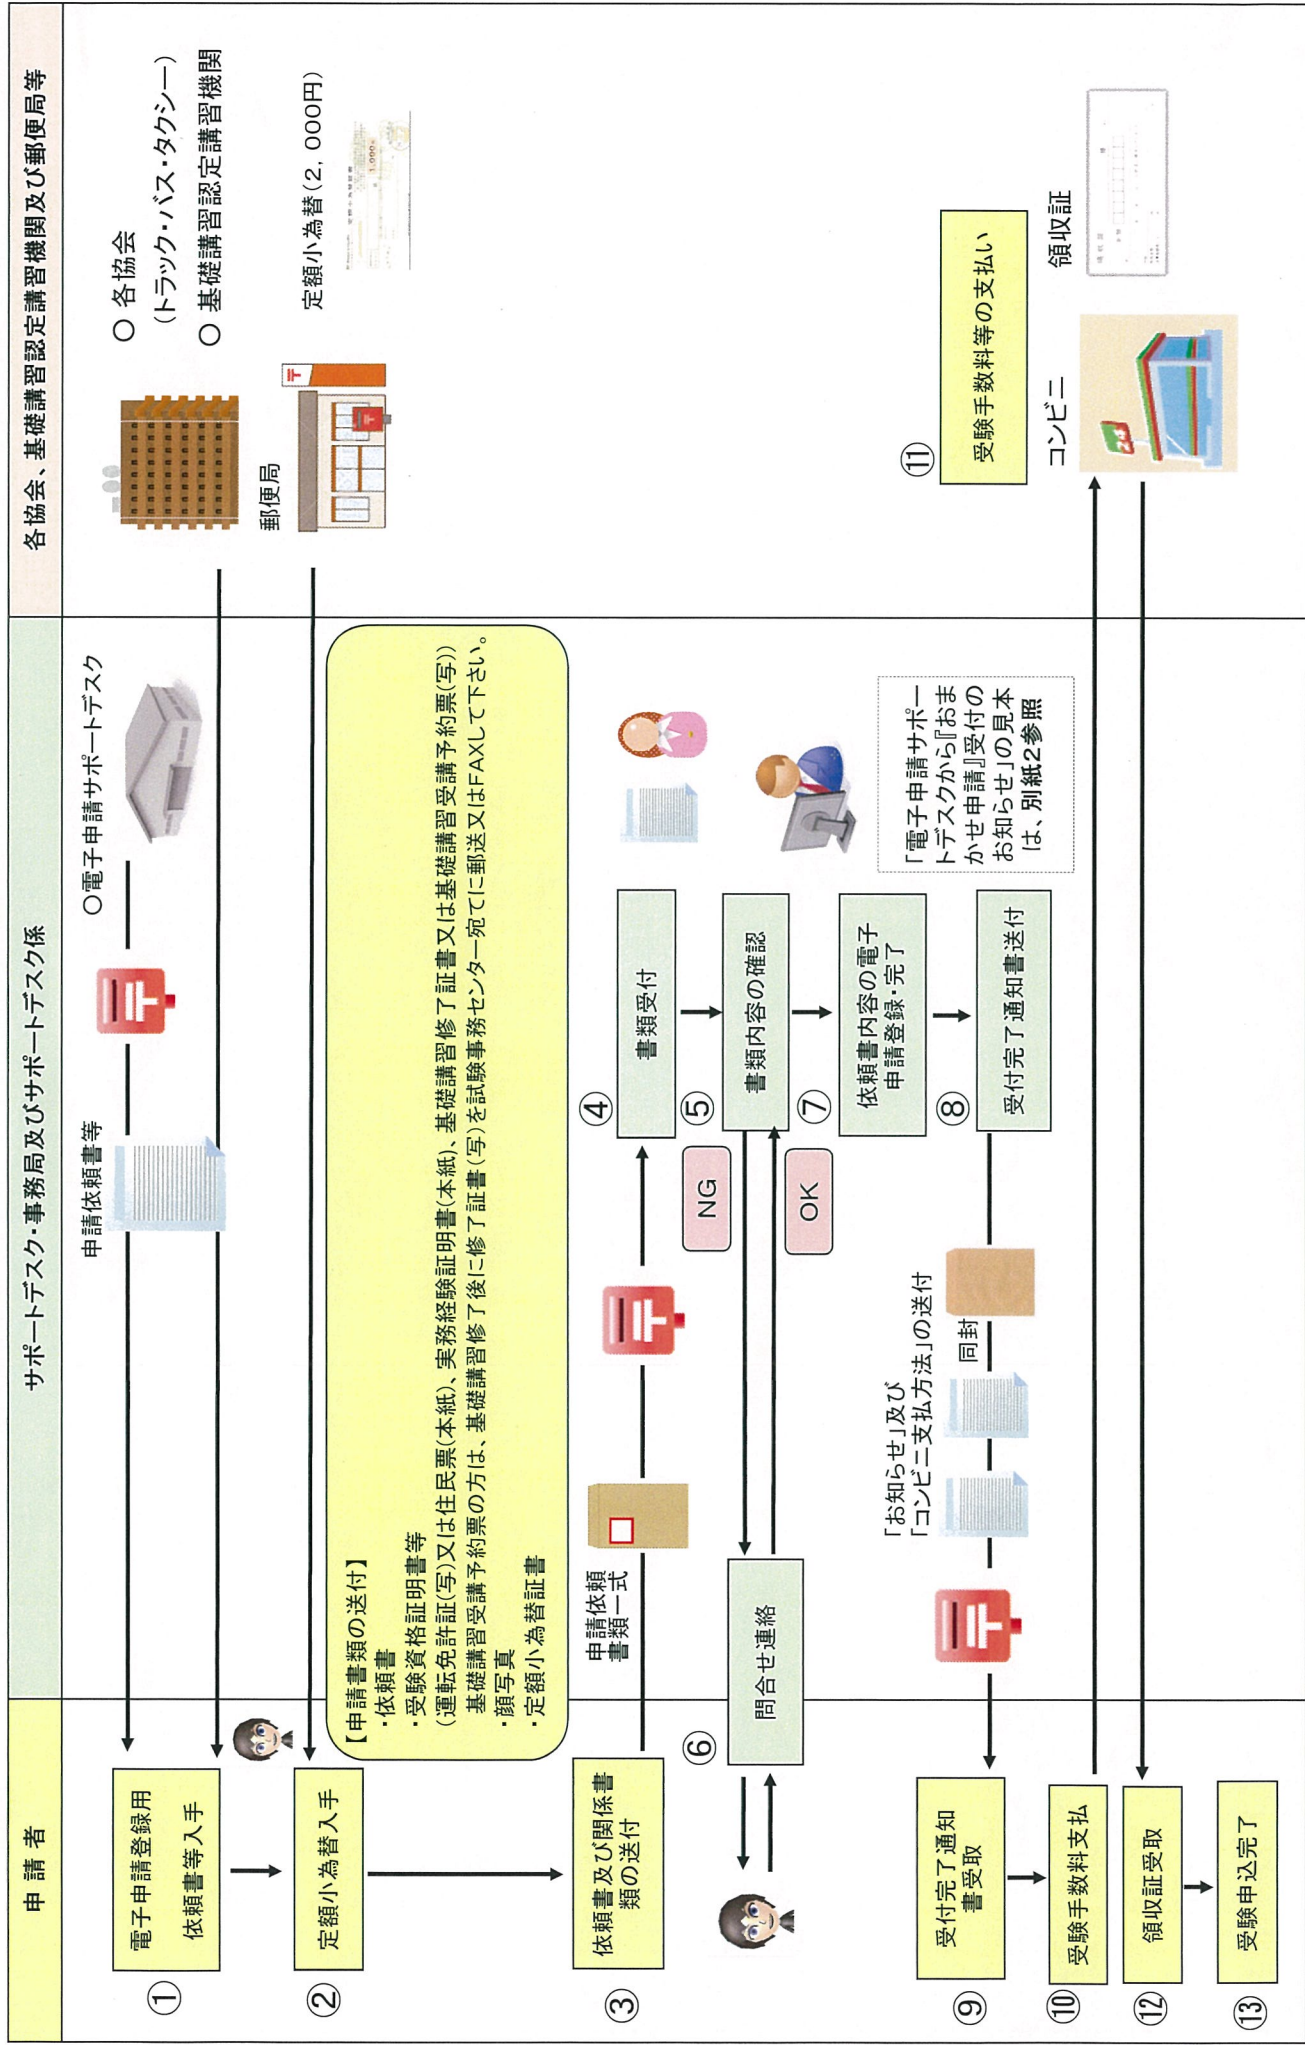 申 請 者
サポートデスク・事務局及びサポートデスク係
各協会、基礎講習認定講習機関及び郵便局等
①
電子申請登録用
依頼書等入手
申請依頼書等
〇電子申請サポートデスク
〇 各協会
（トラック・バス・タクシー）
〇 基礎講習認定講習機関
②
定額小為替入手
郵便局
〒
定額小為替（2，000円）
【申請書類の送付】
・依頼書
・受験資格証明書等
（運転免許証(写)又は住民票(本紙)、実務経験証明書(本紙)、基礎講習修了証書又は基礎講習受講予約票(写)）
基礎講習受講予約票の方は、基礎講習修了後に修了証書(写)を試験事務センター宛てに郵送又はFAXして下さい。
・顔写真
・定額小為替証書
③
依頼書及び関係書
類の送付
申請依頼
書類一式
④
書類受付
⑤
書類内容の確認
NG
OK
⑥
問合せ連絡
⑦
依頼書内容の電子
申請登録・完了
⑧
受付完了通知書送付
「電子申請サポー
トデスクから『おま
かせ申請』受付の
お知らせ」の見本
は、別紙2参照
「お知らせ」及び
「コンビニ支払方法」の送付
同封
⑨
受付完了通知
書受取
⑩
受験手数料支払
⑪
受験手数料等の支払い
コンビニ
領収証
⑫
領収証受取
⑬
受験申込完了